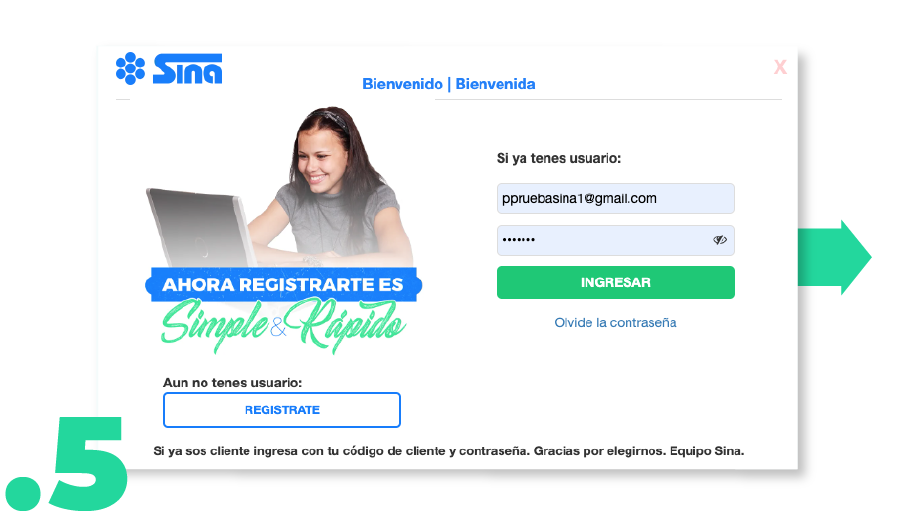 Sina
X
Bienvenido | Bienvenida
Si ya tenes usuario:
ppruebasina1@gmail.com
•••••••
INGRESAR
Olvide la contraseña
AHORA REGISTRARTE ES
Simple & Rápido
Aun no tenes usuario:
REGISTRATE
Si ya sos cliente ingresa con tu código de cliente y contraseña. Gracias por elegirnos. Equipo Sina.
.5